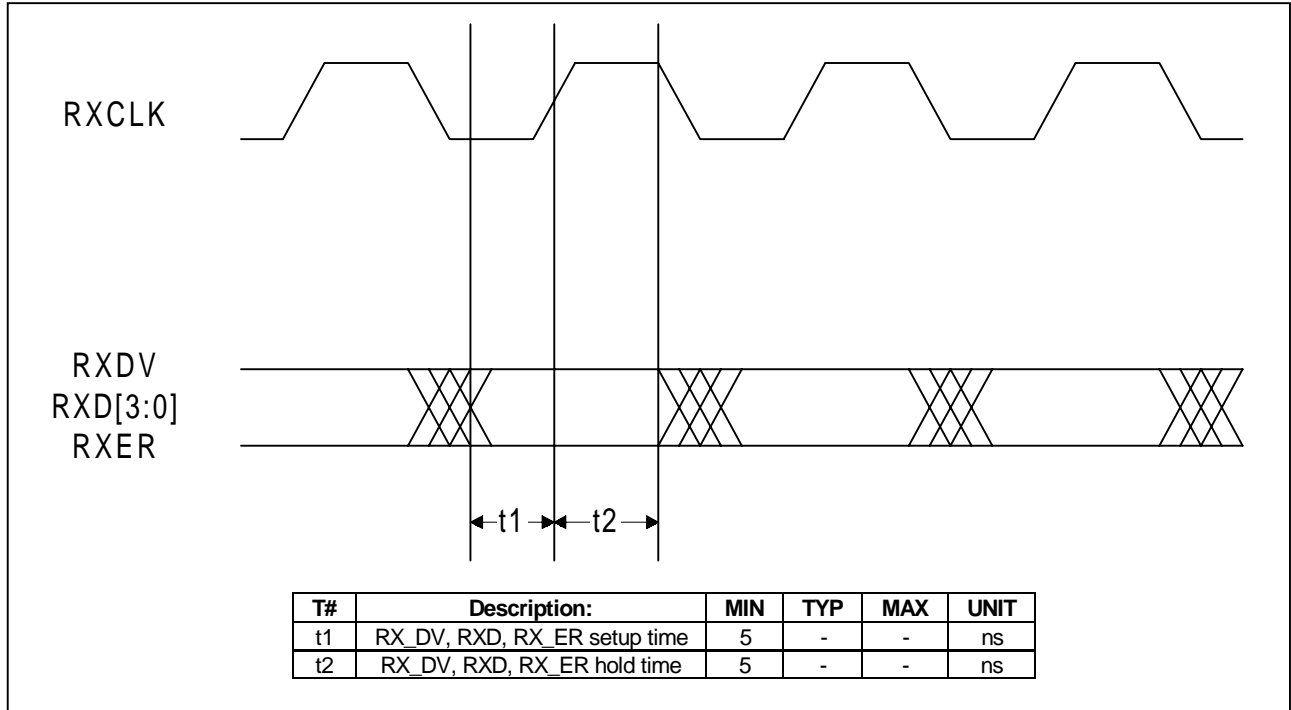 RXCLK
RXDV
RXD[3:0]
RXER
t1 t2
T# Description: MIN TYP MAX UNIT
t1 RX_DV, RXD, RX_ER setup time 5 - - ns
t2 RX_DV, RXD, RX_ER hold time 5 - - ns